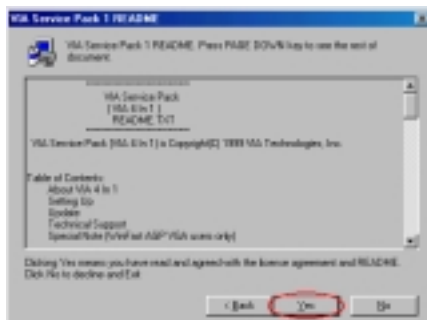 VIA Service Pack 1 README
VIA Service Pack 1 README. Press PAGE DOWN key to see the rest of
document.
VIA Service Pack
( VIA 4 In 1 )
README.TXT
VIA Service Pack (VIA 4 In 1) is Copyright(C) 1999 VIA Technologies, Inc.
Table of Contents:
About VIA 4 In 1
Setting Up
Update
Technical Support
Special Note (WinFast AGP VGA users only)
Clicking Yes means you have read and agreed with the license agreement and README.
Click No to decline and Exit
< Back
Yes
No